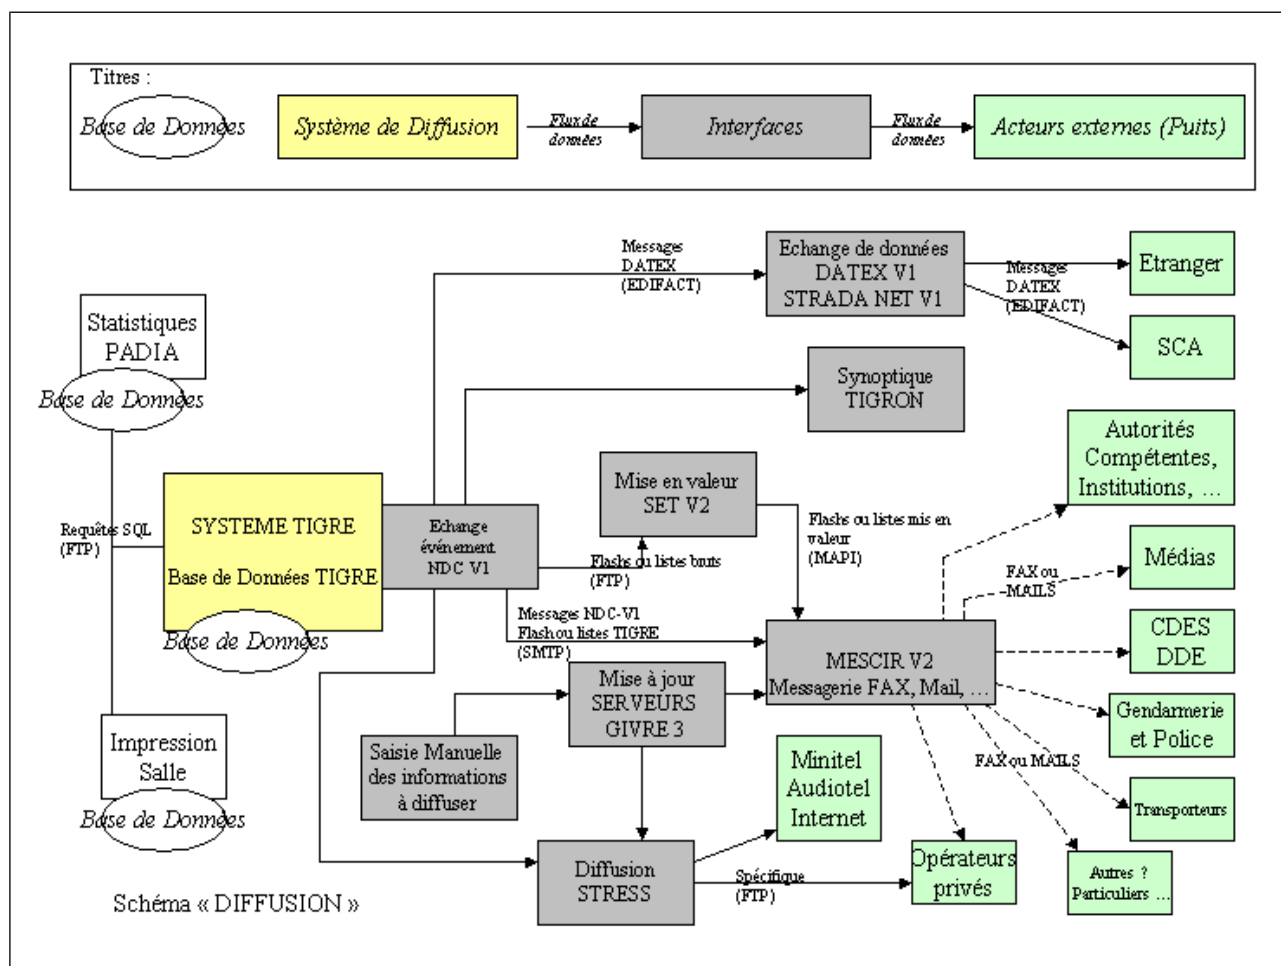 Titres :
Base de Données
Système de Diffusion
Flux de
données
Interfaces
Flux de
données
Acteurs externes (Puits)
Messages
DATEX
(EDIFACT)
Echange de données
DATEX V1
STRADA NET V1
Messages
DATEX
(EDIFACT)
Etranger
SCA
Statistiques
PADIA
Base de Données
Synoptique
TIGRON
Autorités
Compétentes,
Institutions, ...
Mise en valeur
SET V2
Requêtes SQL
(FTP)
SYSTEME TIGRE
Base de Données TIGRE
Base de Données
Echange
événement
NDC V1
Flashs ou listes bruts
(FTP)
Flashs ou listes mis en
valeur
(MAPI)
FAX ou
MAILS
Médias
Messages NDC-V1
Flash ou listes TIGRE
(SMTP)
MESCIR V2
Messagerie FAX, Mail, ...
CDES
DDE
Mise à jour
SERVEURS
GIVRE 3
Gendarmerie
et Police
Impression
Salle
Base de Données
Saisie Manuelle
des informations
à diffuser
Minitel
Audiotel
Internet
FAX ou MAILS
Transporteurs
Diffusion
STRESS
Spécifique
(FTP)
Opérateurs
privés
Autres ?
Particuliers ...
Schéma « DIFFUSION »